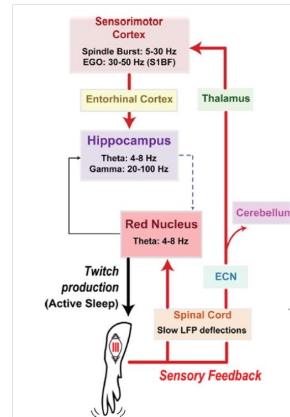 Sensorimotor
Cortex
Spindle Burst: 5-30 Hz
EGO: 30-50 Hz (S1BF)
Entorhinal Cortex
Thalamus
Hippocampus
Theta: 4-8 Hz
Gamma: 20-100 Hz
Cerebellum
Red Nucleus
Theta: 4-8 Hz
Twitch
production
(Active Sleep)
ECN
Spinal Cord
Slow LFP deflections
Sensory Feedback